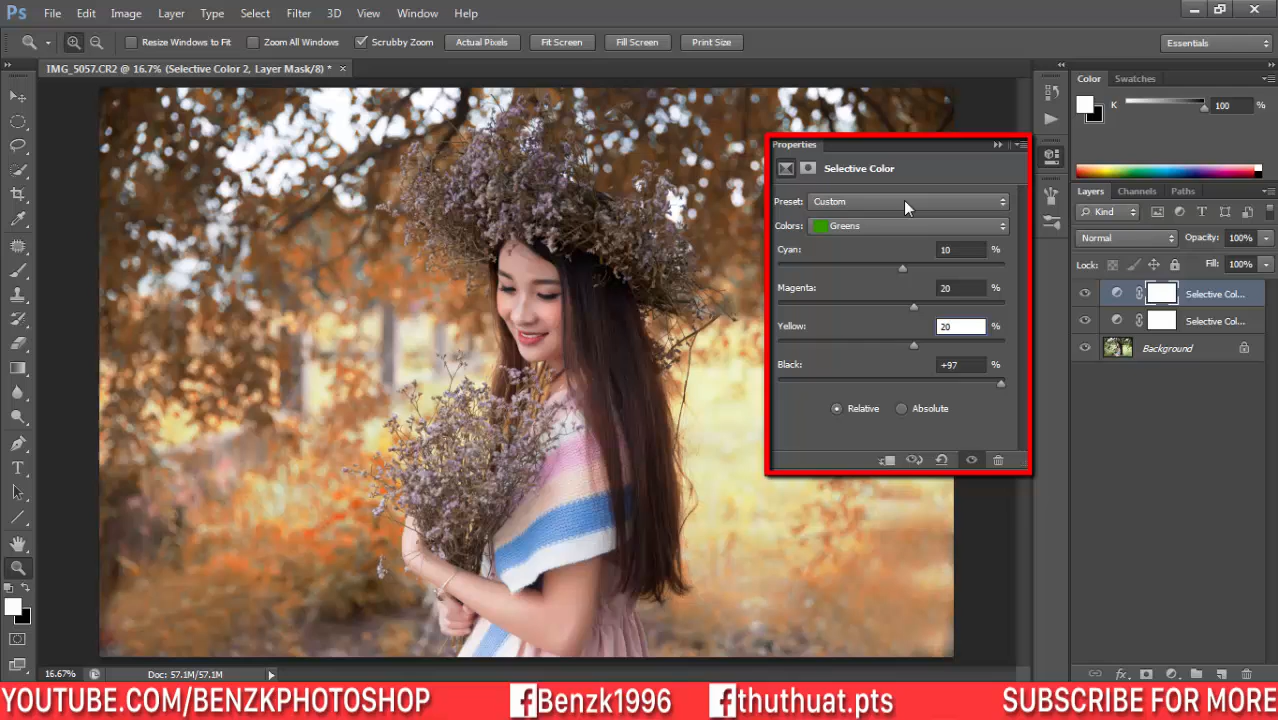 Ps File Edit Image Layer Type Select Filter 3D View Window Help
Resize Windows to Fit Zoom All Windows Scrubby Zoom Actual Pixels Fit Screen Fill Screen Print Size Essentials
IMG_5057.CR2 @ 16.7% (Selective Color 2, Layer Mask/8) * ×
Color Swatches
K 100 %
Properties
Selective Color
Preset: Custom
Colors: Greens
Cyan: 10 %
Magenta: 20 %
Yellow: 20 %
Black: +97 %
Relative Absolute
Layers Channels Paths
Kind
Normal Opacity: 100%
Lock: Fill: 100%
Selective Col...
Selective Col...
Background
16.67% Doc: 57.1M/57.1M
YOUTUBE.COM/BENZKPHOTOSHOP Benzk1996 thuthuat.pts SUBSCRIBE FOR MORE